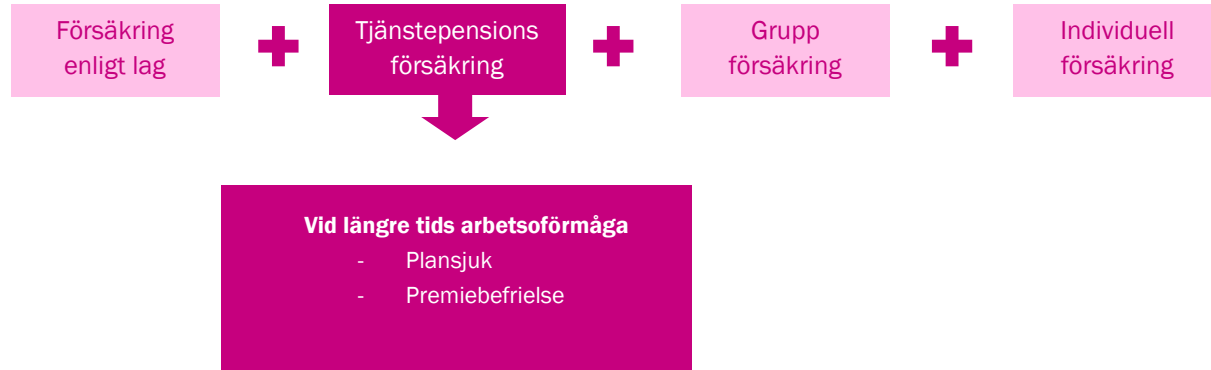 Försäkring
enligt lag
Tjänstepensions
försäkring
Grupp
försäkring
Individuell
försäkring
Vid längre tids arbetsoförmåga
- Plansjuk
- Premiebefrielse